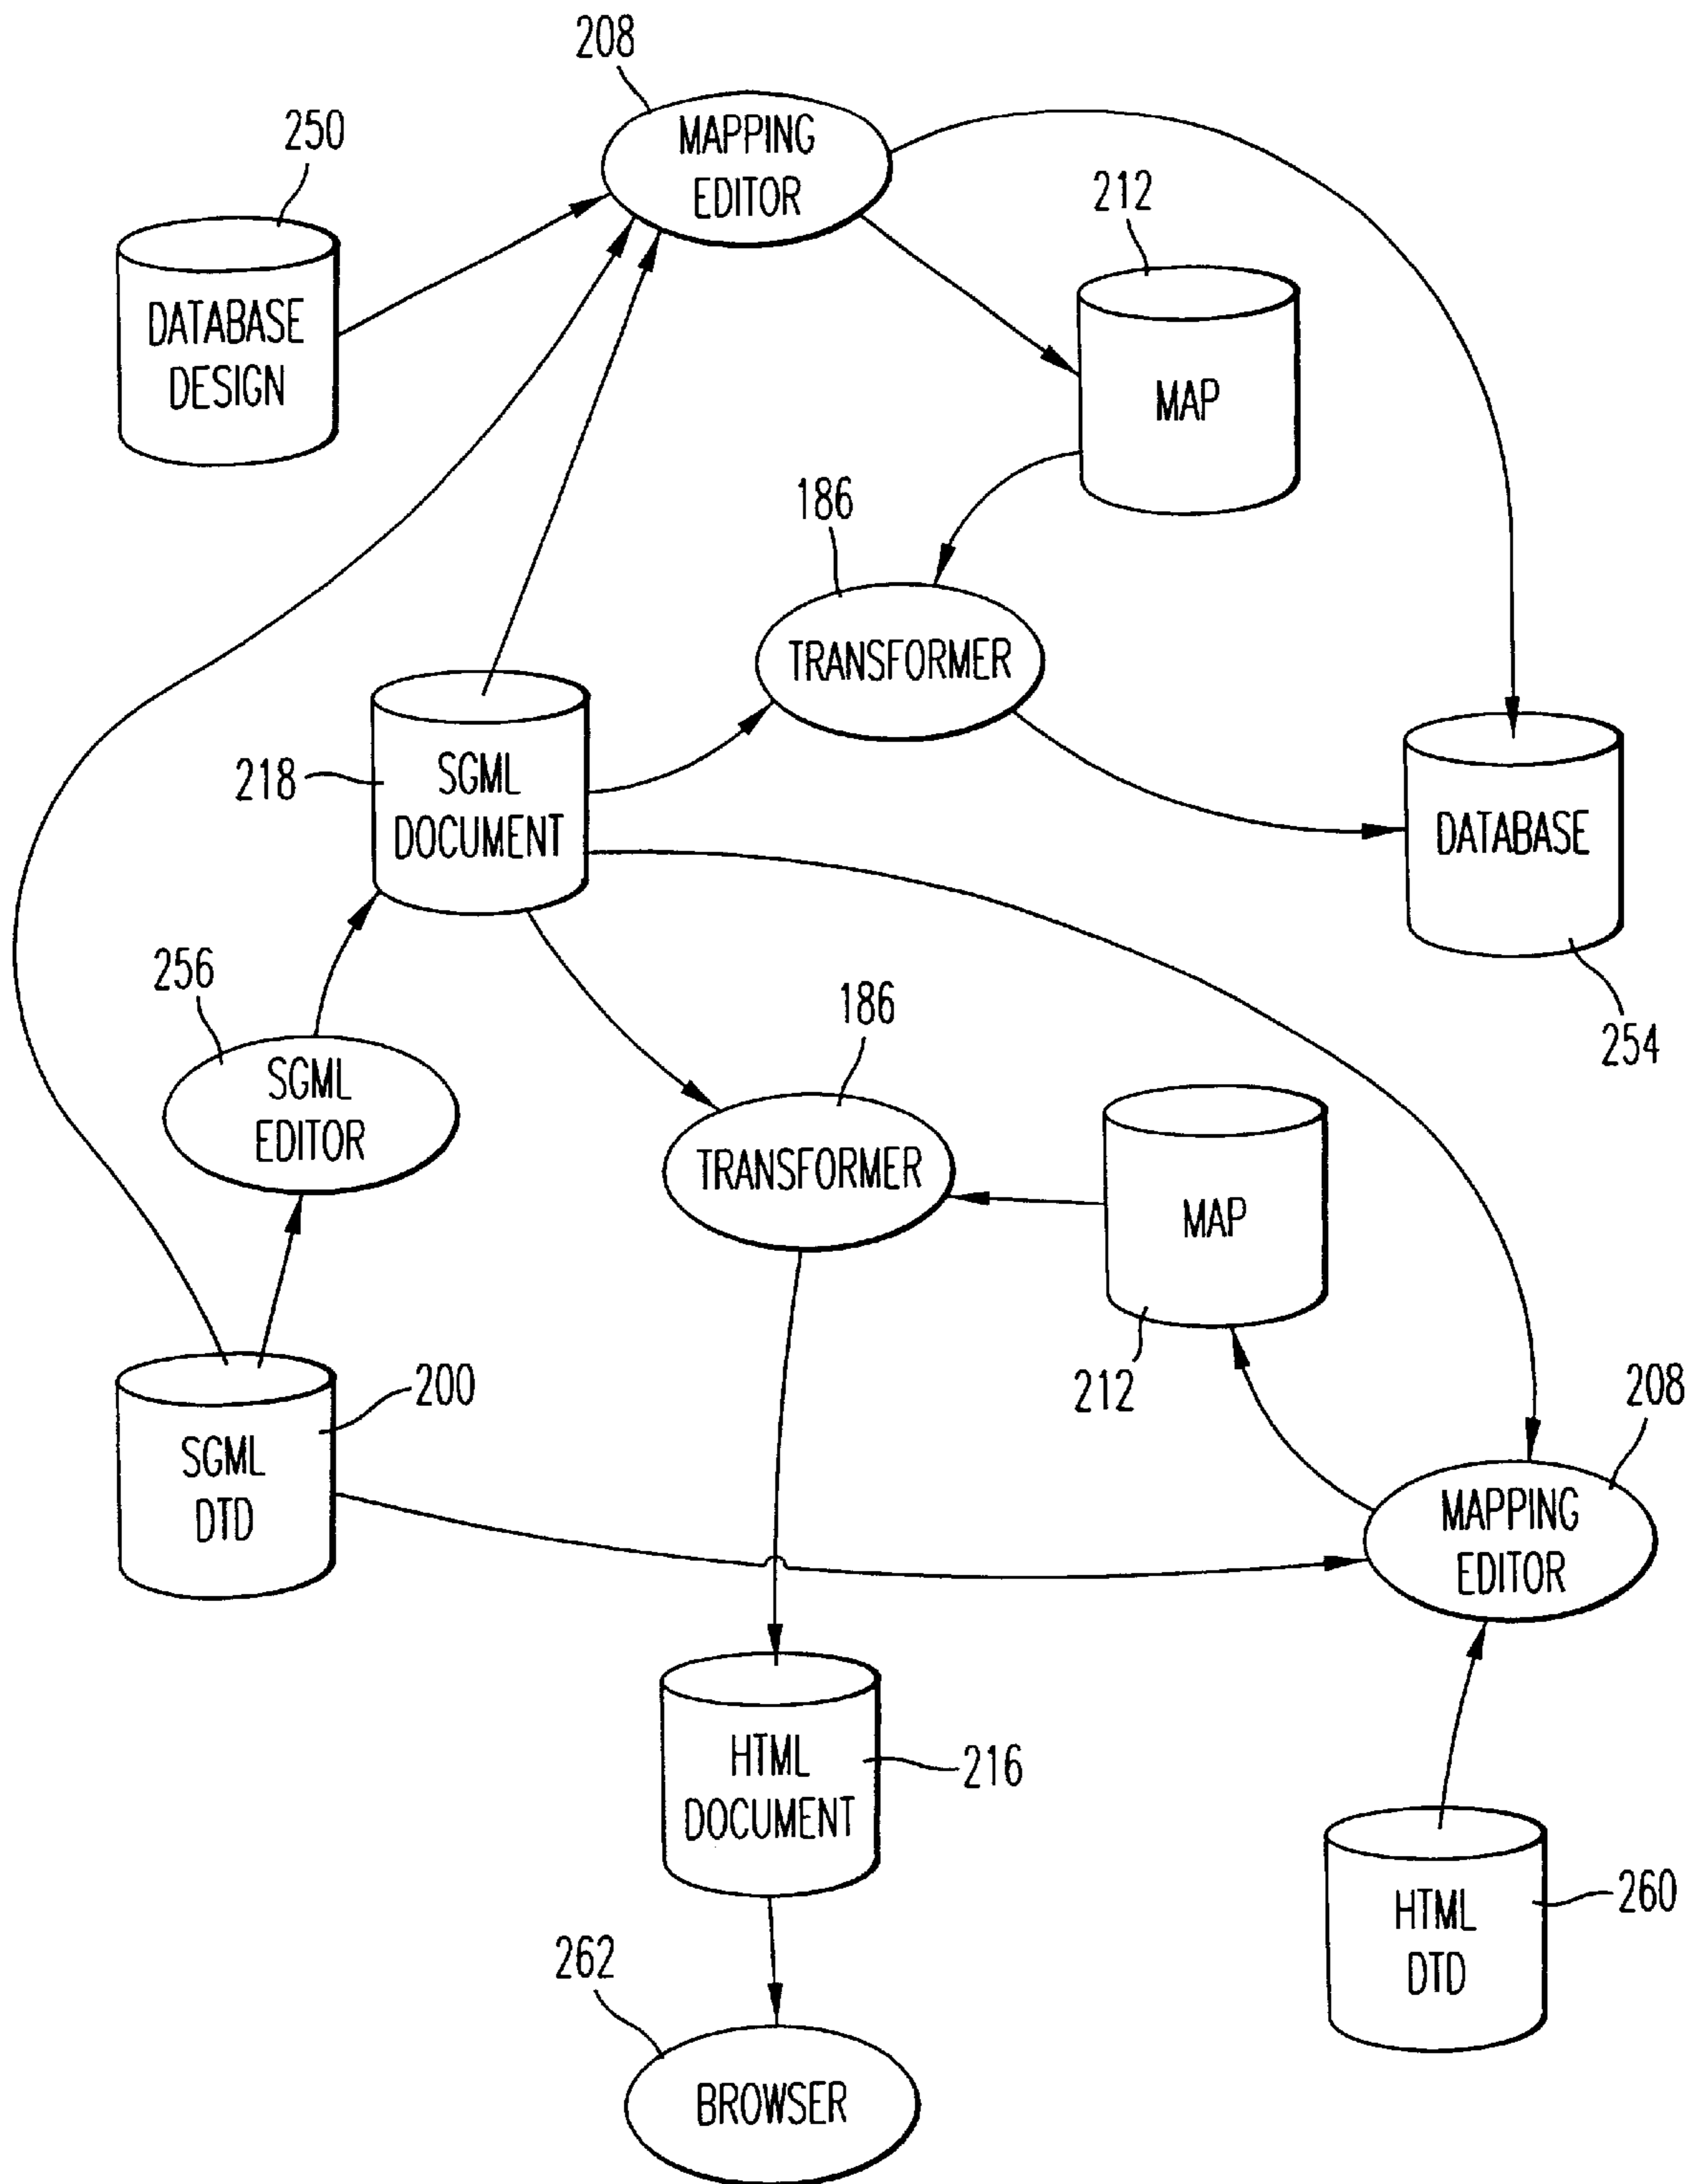 208
MAPPING
EDITOR
250
DATABASE
DESIGN
212
MAP
186
TRANSFORMER
218
SGML
DOCUMENT
DATABASE
254
256
SGML
EDITOR
186
TRANSFORMER
MAP
212
200
SGML
DTD
208
MAPPING
EDITOR
HTML
DOCUMENT
216
260
HTML
DTD
262
BROWSER